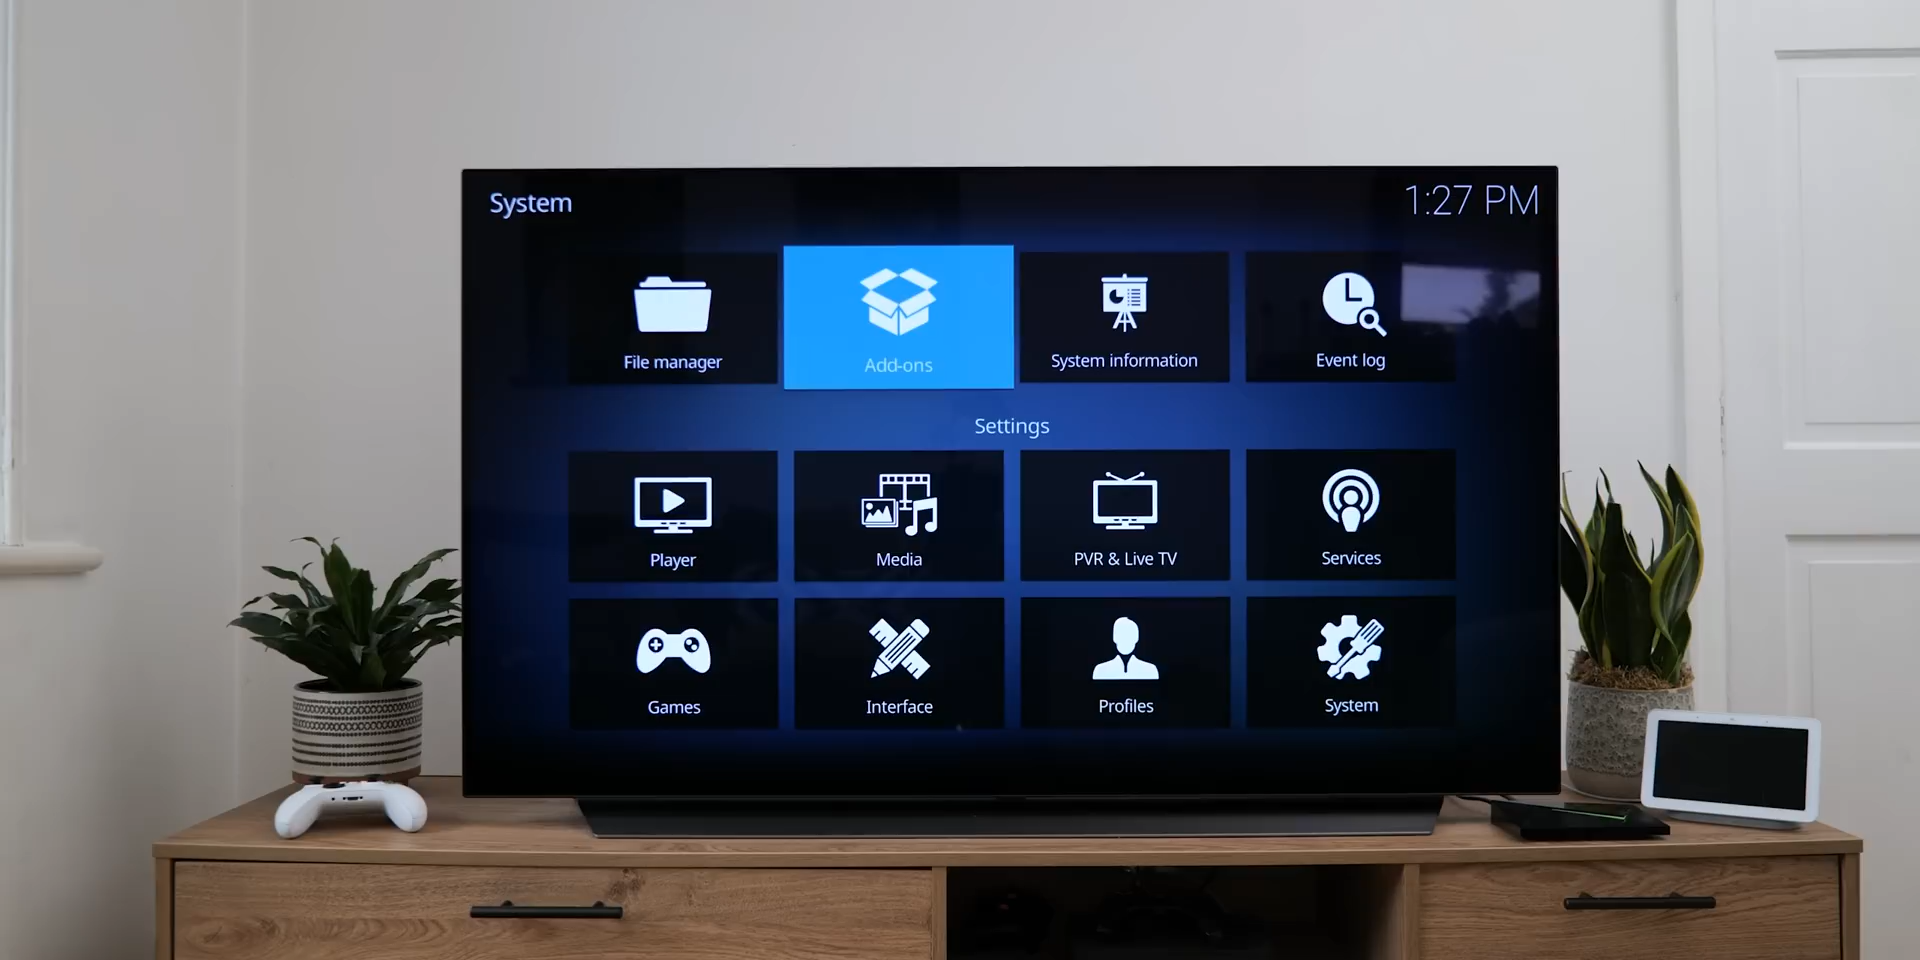 System
1:27 PM
File manager
Add-ons
System information
Event log
Settings
Player
Media
PVR & Live TV
Services
Games
Interface
Profiles
System